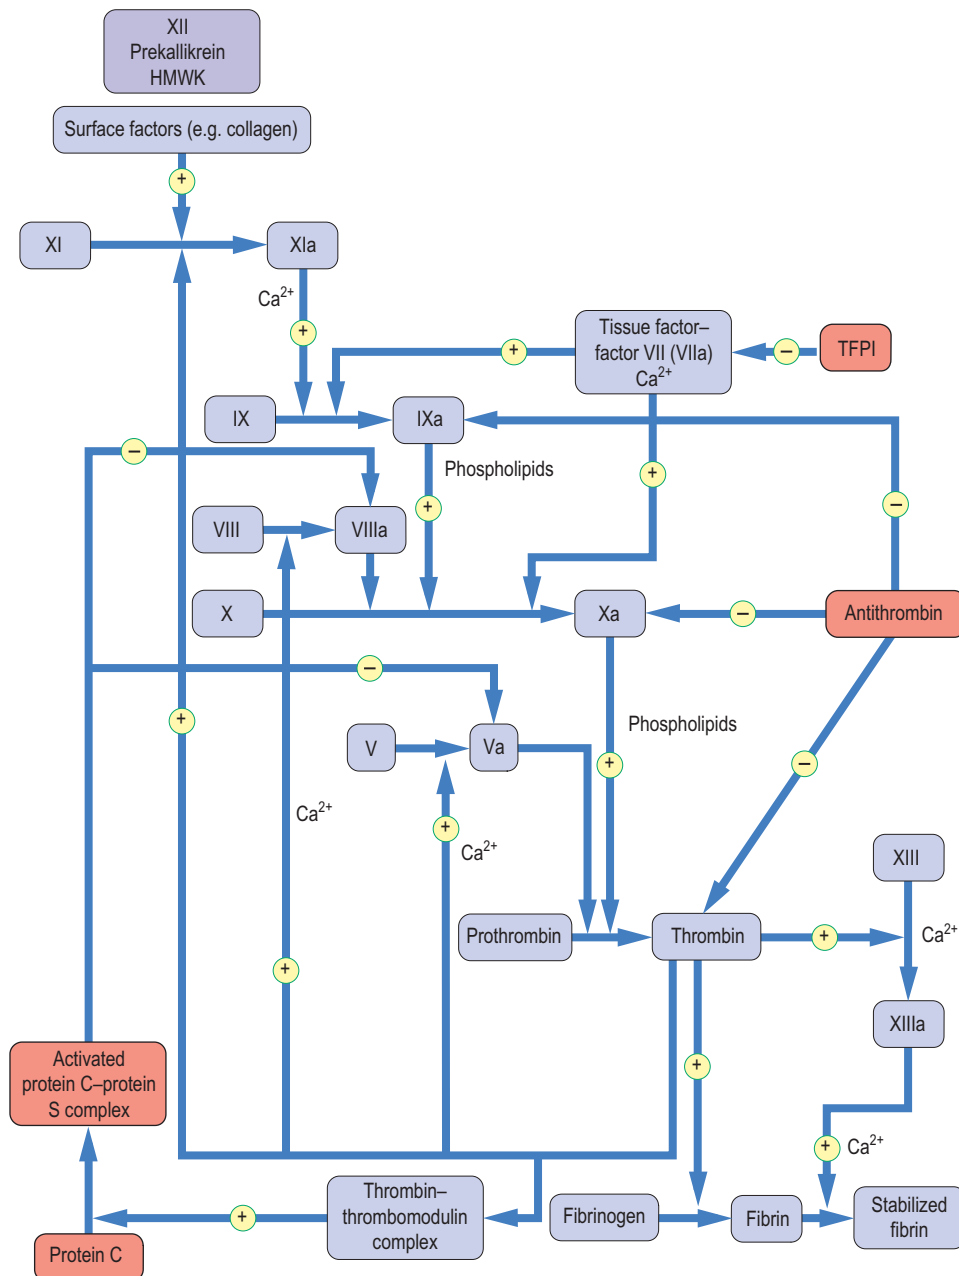 XII
Prekallikrein
HMWK
Surface factors (e.g. collagen)
+
XI
XIa
Ca²⁺
+
Tissue factor–
factor VII (VIIa)
Ca²⁺
+
–
TFPI
IX
IXa
–
Phospholipids
+
+
–
VIII
VIIIa
X
Xa
–
Antithrombin
–
+
Phospholipids
V
Va
+
–
Ca²⁺
+
Ca²⁺
XIII
Prothrombin
Thrombin
+
Ca²⁺
+
XIIIa
Activated
protein C–protein
S complex
+
+
Ca²⁺
Thrombin–
thrombomodulin
complex
+
Fibrinogen
Fibrin
Stabilized
fibrin
Protein C